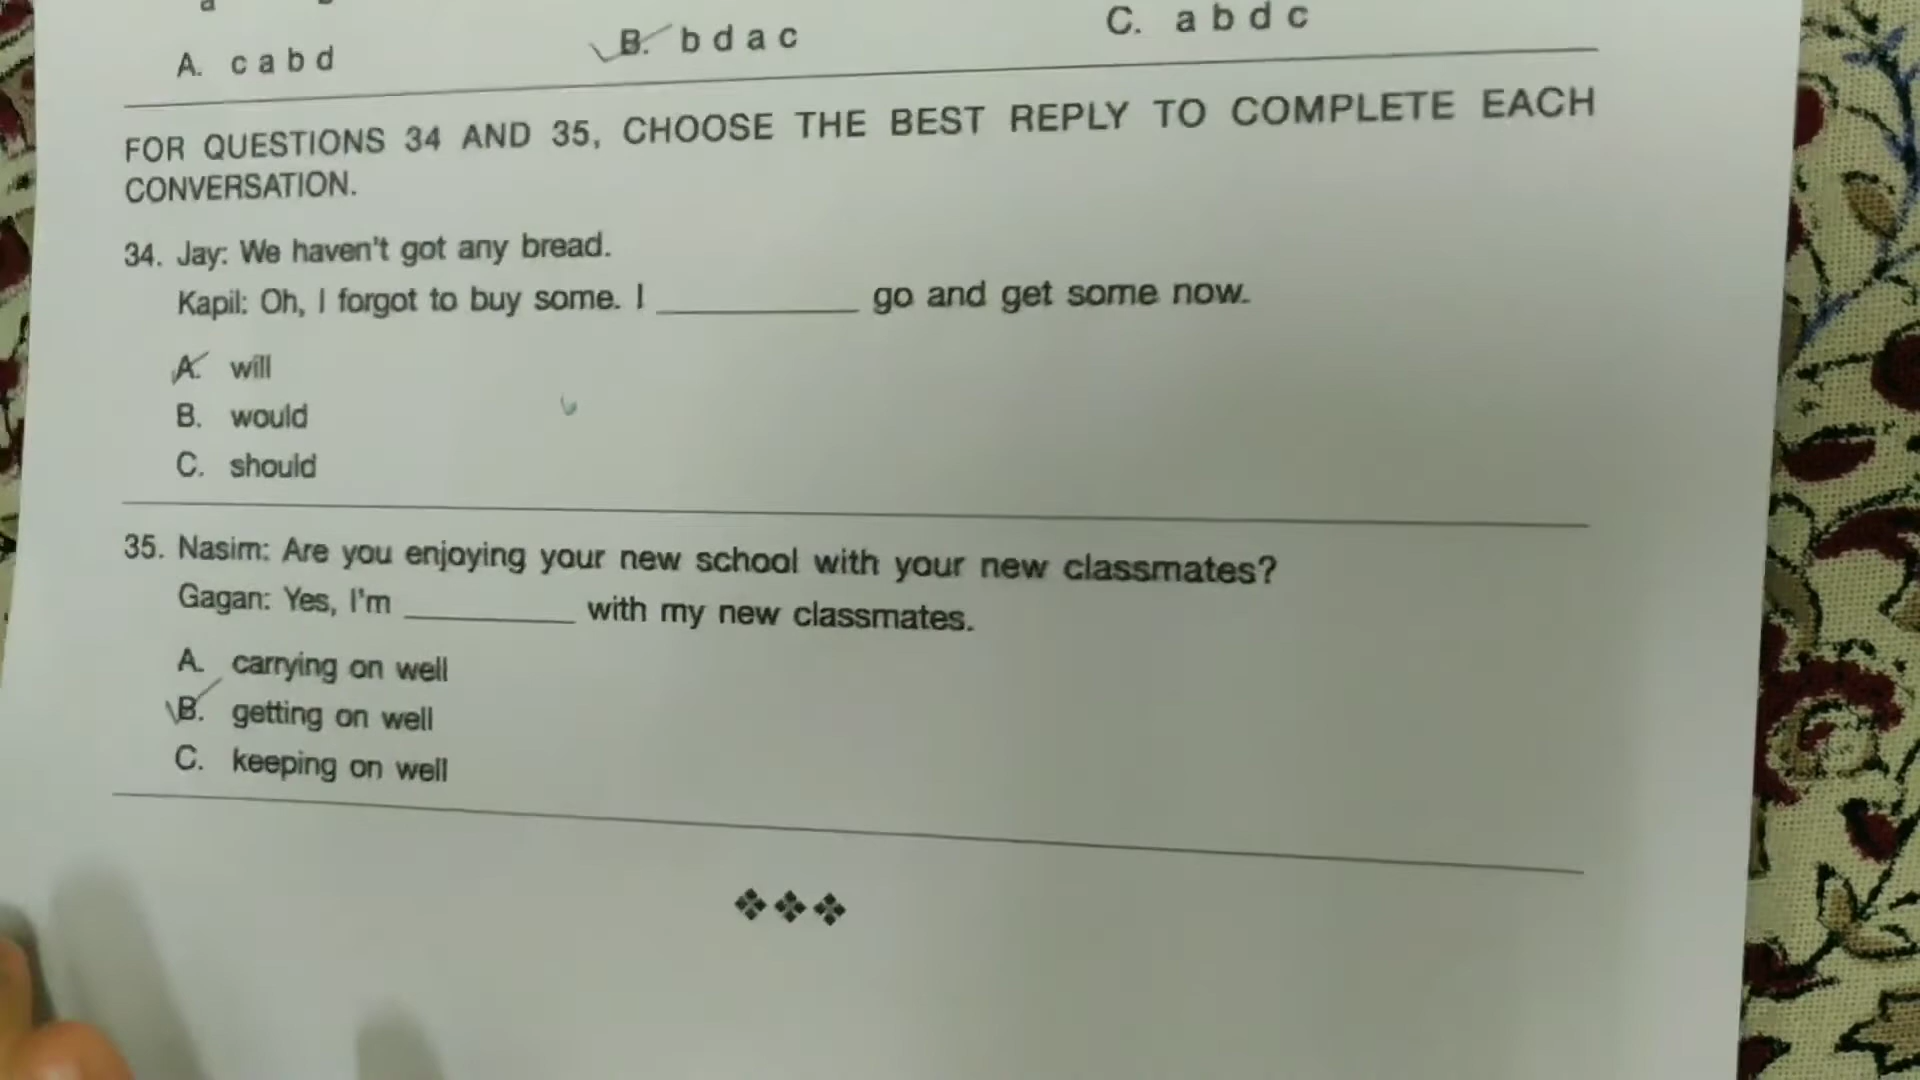 A. c a b d
B. b d a c
C. a b d c
FOR QUESTIONS 34 AND 35, CHOOSE THE BEST REPLY TO COMPLETE EACH
CONVERSATION.
34. Jay: We haven't got any bread.
Kapil: Oh, I forgot to buy some. I __________ go and get some now.
A. will
B. would
C. should
35. Nasim: Are you enjoying your new school with your new classmates?
Gagan: Yes, I'm __________ with my new classmates.
A. carrying on well
B. getting on well
C. keeping on well